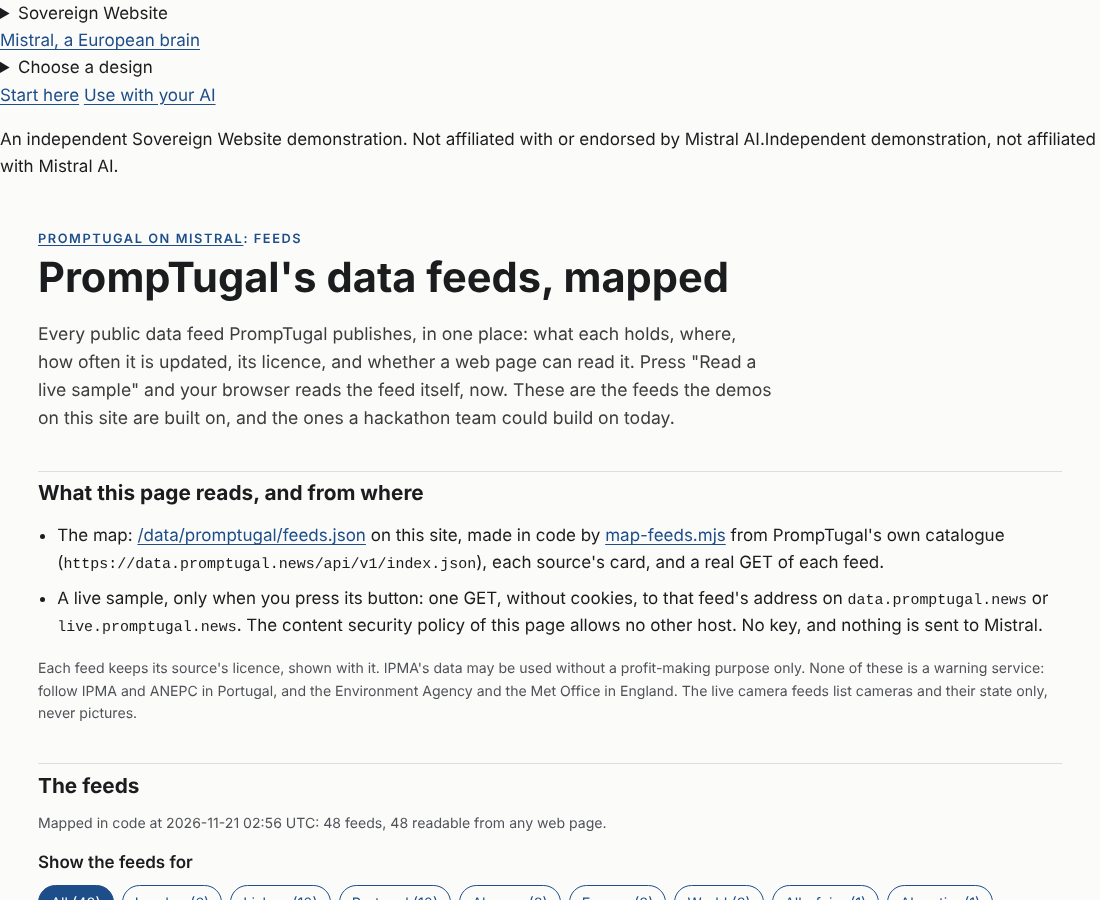 Sovereign Website
Mistral, a European brain
Choose a design
Start here Use with your AI
An independent Sovereign Website demonstration. Not affiliated with or endorsed by Mistral AI.Independent demonstration, not affiliated
with Mistral AI.
PROMPTUGAL ON MISTRAL: FEEDS
PrompTugal's data feeds, mapped
Every public data feed PrompTugal publishes, in one place: what each holds, where,
how often it is updated, its licence, and whether a web page can read it. Press "Read a
live sample" and your browser reads the feed itself, now. These are the feeds the demos
on this site are built on, and the ones a hackathon team could build on today.
What this page reads, and from where
The map: /data/promptugal/feeds.json on this site, made in code by map-feeds.mjs from PrompTugal's own catalogue
(https://data.promptugal.news/api/v1/index.json), each source's card, and a real GET of each feed.
A live sample, only when you press its button: one GET, without cookies, to that feed's address on data.promptugal.news or
live.promptugal.news. The content security policy of this page allows no other host. No key, and nothing is sent to Mistral.
Each feed keeps its source's licence, shown with it. IPMA's data may be used without a profit-making purpose only. None of these is a warning service:
follow IPMA and ANEPC in Portugal, and the Environment Agency and the Met Office in England. The live camera feeds list cameras and their state only,
never pictures.
The feeds
Mapped in code at 2026-11-21 02:56 UTC: 48 feeds, 48 readable from any web page.
Show the feeds for